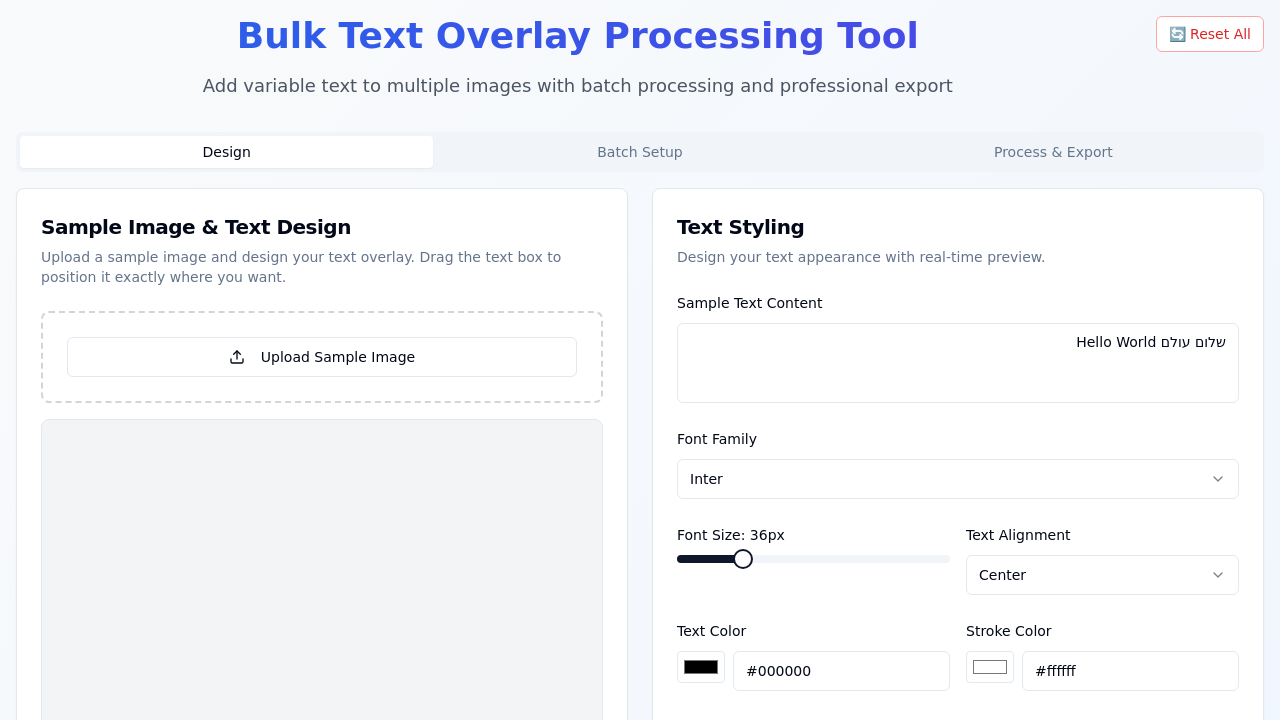 Bulk Text Overlay Processing Tool
🔄 Reset All
Add variable text to multiple images with batch processing and professional export
Design
Batch Setup
Process & Export
Sample Image & Text Design
Upload a sample image and design your text overlay. Drag the text box to
position it exactly where you want.
Upload Sample Image
Text Styling
Design your text appearance with real-time preview.
Sample Text Content
שלום עולם Hello World
Font Family
Inter
Font Size: 36px
Text Alignment
Center
Text Color
Stroke Color
#000000
#ffffff